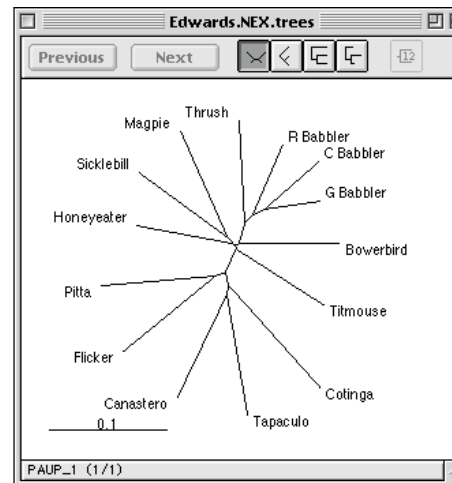 Edwards.NEX.trees
Previous Next
12
Thrush
Magpie
R Babbler
C Babbler
Sicklebill
G Babbler
Honeyeater
Bowerbird
Pitta
Titmouse
Flicker
Cotinga
Canastero
0.1
Tapaculo
PAUP_1 (1/1)